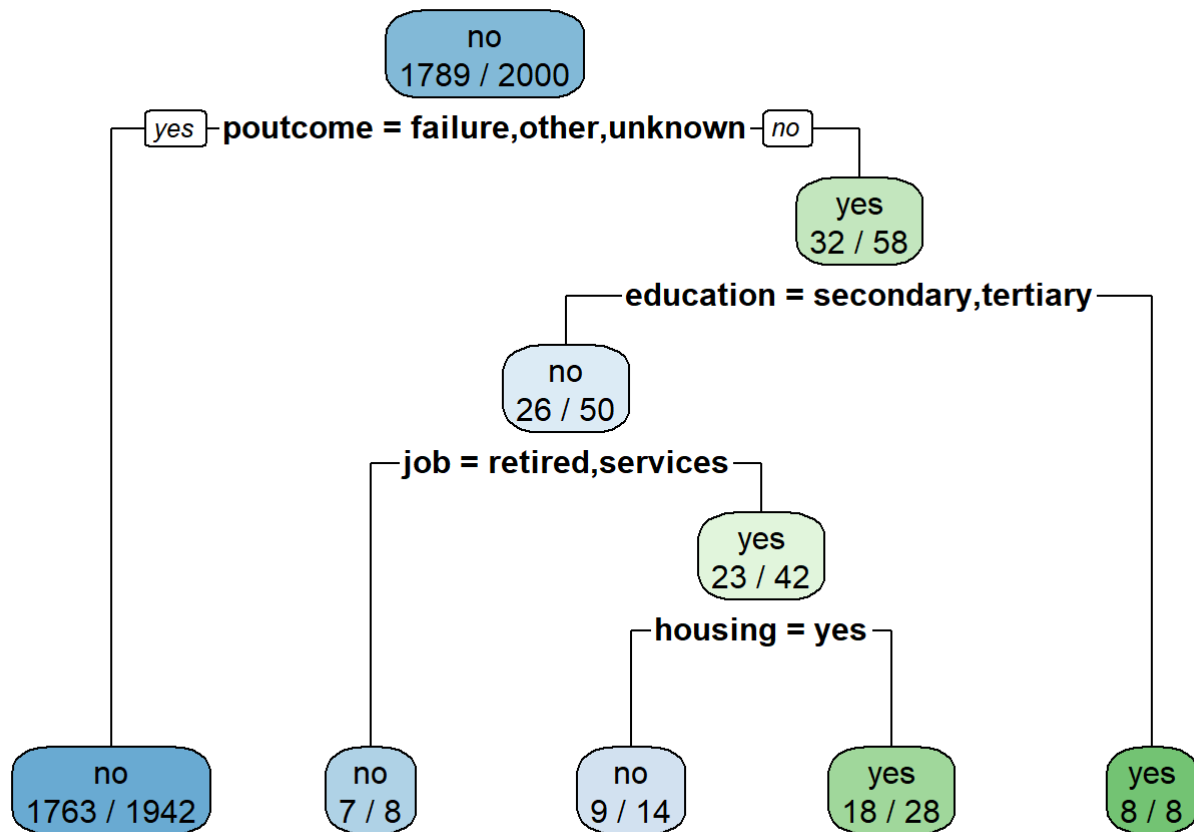 no
1789 / 2000
yes poutcome = failure,other,unknown no
yes
32 / 58
education = secondary,tertiary
no
26 / 50
job = retired,services
yes
23 / 42
housing = yes
no
1763 / 1942
no
7 / 8
no
9 / 14
yes
18 / 28
yes
8 / 8